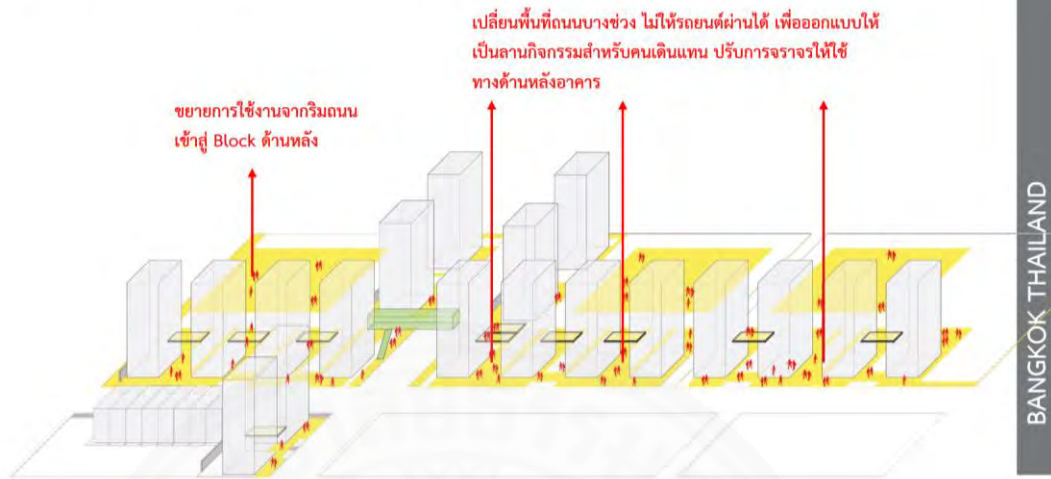 เปลี่ยนพื้นที่ถนนบางช่วง ไม่ให้รถยนต์ผ่านได้ เพื่อออกแบบให้
เป็นลานกิจกรรมสำหรับคนเดินแทน ปรับการจราจรให้ใช้
ทางด้านหลังอาคาร
ขยายการใช้งานจากริมถนน
เข้าสู่ Block ด้านหลัง
BANGKOK THAILAND